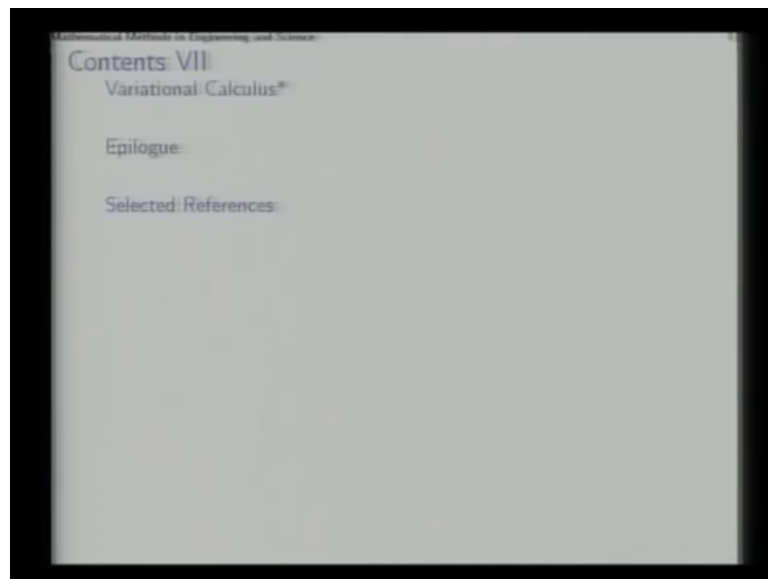 Mathematical Methods in Engineering and Science
Contents VII
Variational Calculus*
Epilogue
Selected References